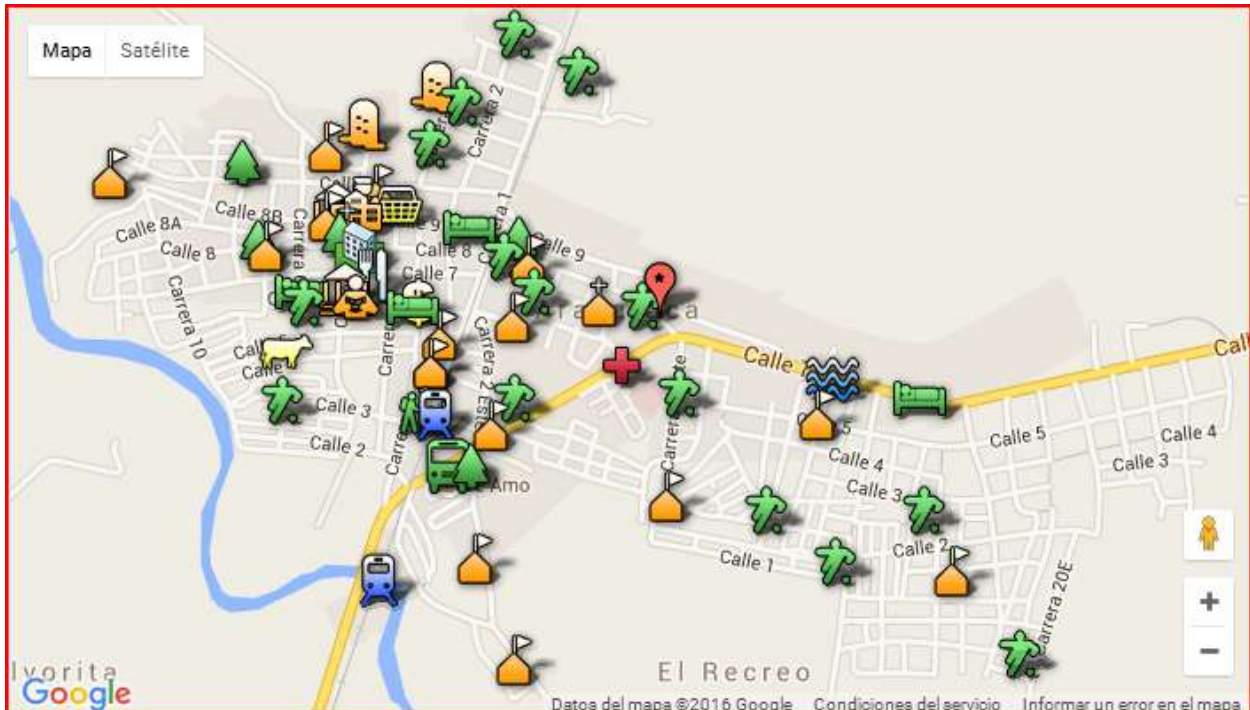 Mapa Satélite
Carrera 2
Carrera 1
Calle 8A
Calle 8B
Calle 8
Calle 9
Calle 8
Calle 7
Calle 9
Carrera 10
Carrera 2 Este
Calle 3
Calle 2
Calle
Calle 5
Calle 4
Calle 3
Calle 4
Calle 3
Calle 2
Calle 1
Carrera 20E
Amo
El Recreo
Google
Datos del mapa ©2016 Google Condiciones del servicio Informar un error en el mapa